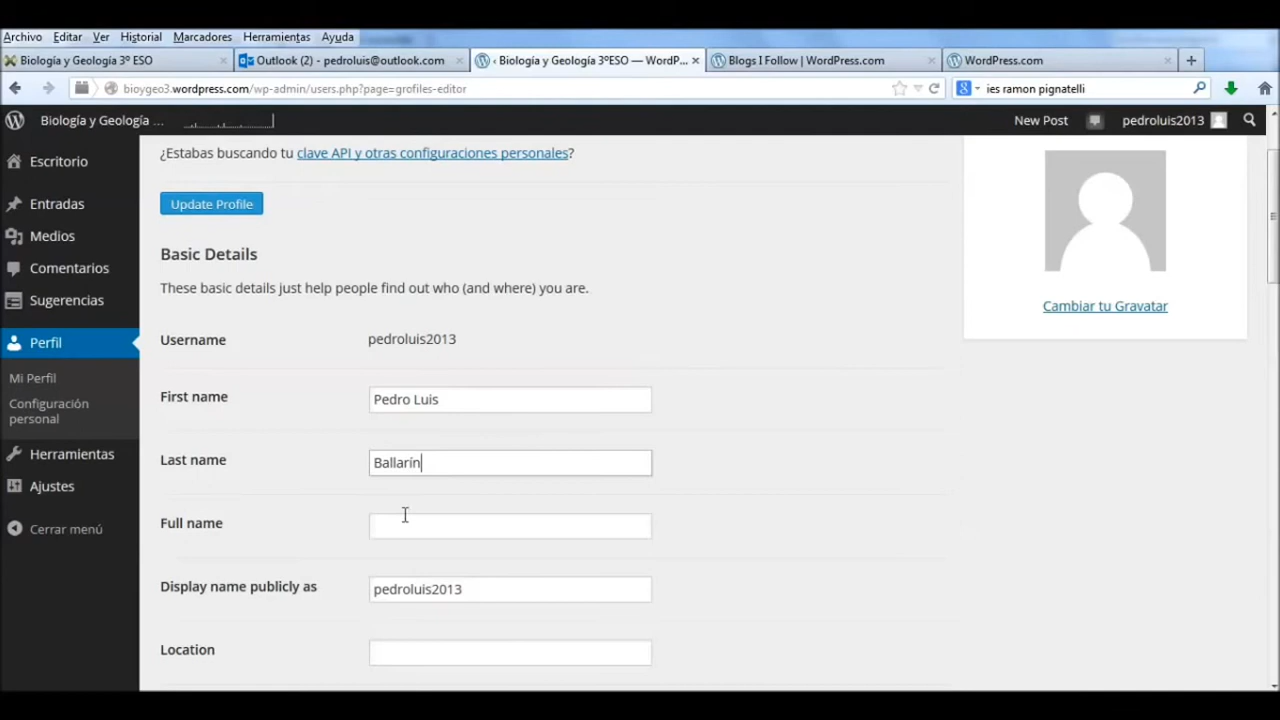 Archivo Editar Ver Historial Marcadores Herramientas Ayuda
Biología y Geología 3º ESO × Outlook (2) - pedroluis@outlook.com × ‹ Biología y Geología 3ºESO — WordP... × Blogs I Follow | WordPress.com × WordPress.com × +
bioygeo3.wordpress.com/wp-admin/users.php?page=grofiles-editor ies ramon pignatelli
Biología y Geología ... New Post pedroluis2013
¿Estabas buscando tu clave API y otras configuraciones personales?
Escritorio
Entradas
Medios
Comentarios
Sugerencias
Perfil
Mi Perfil
Configuración
personal
Herramientas
Ajustes
Cerrar menú
Update Profile
Basic Details
These basic details just help people find out who (and where) you are.
Username pedroluis2013
First name Pedro Luis
Last name Ballarín
Full name
Display name publicly as pedroluis2013
Location
Cambiar tu Gravatar